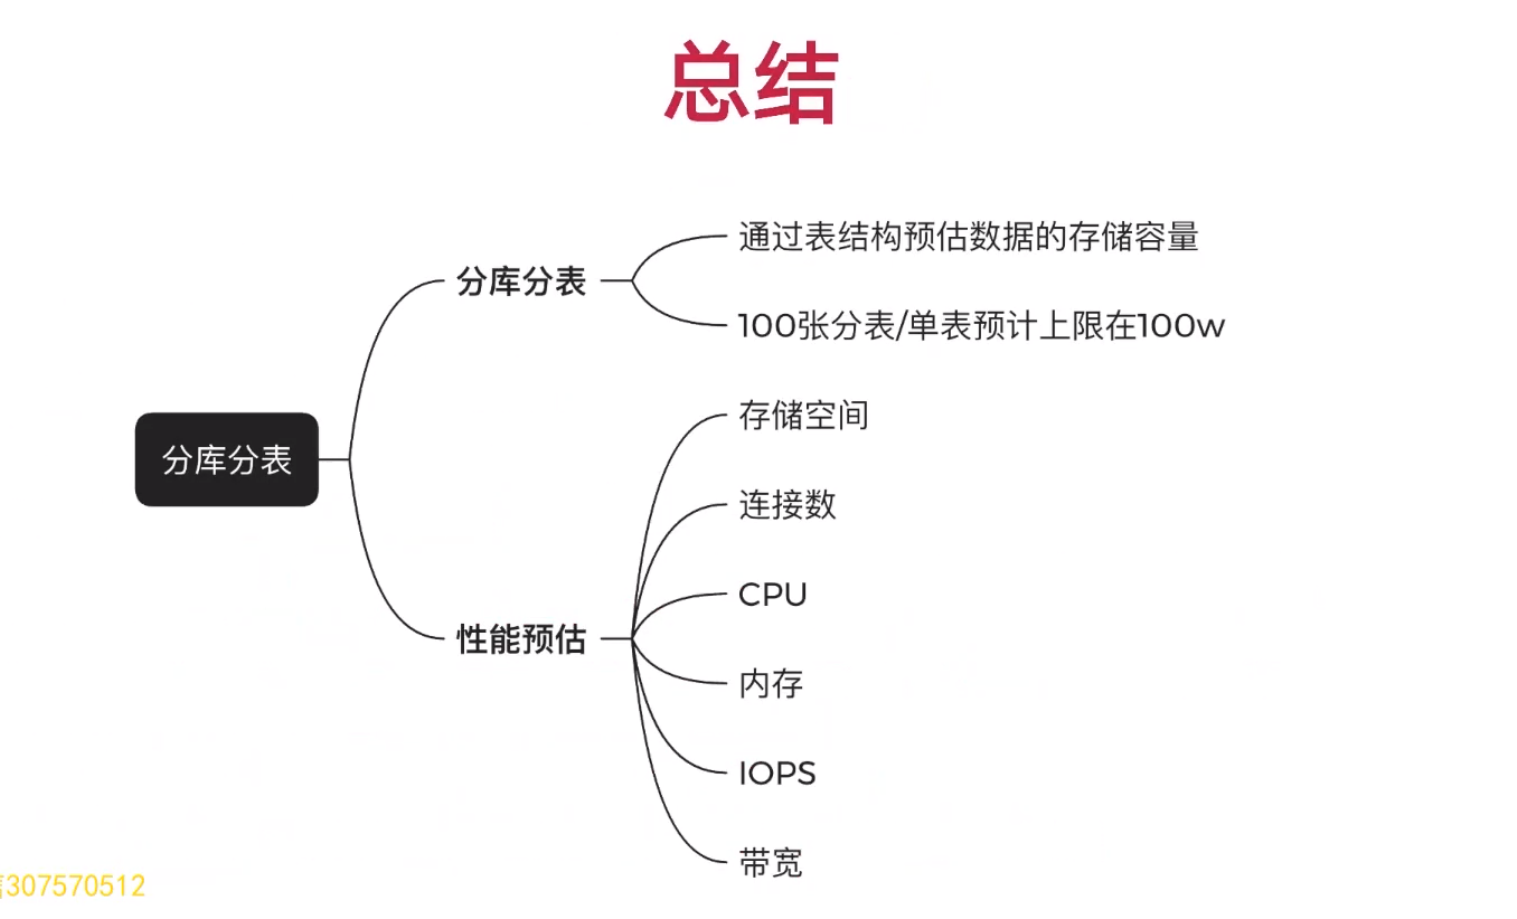 总结
分库分表
分库分表
通过表结构预估数据的存储容量
100张分表/单表预计上限在100w
性能预估
存储空间
连接数
CPU
内存
IOPS
带宽
307570512